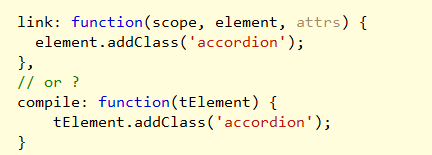 link: function(scope, element, attrs) {
  element.addClass('accordion');
},
// or ?
compile: function(tElement) {
    tElement.addClass('accordion');
}